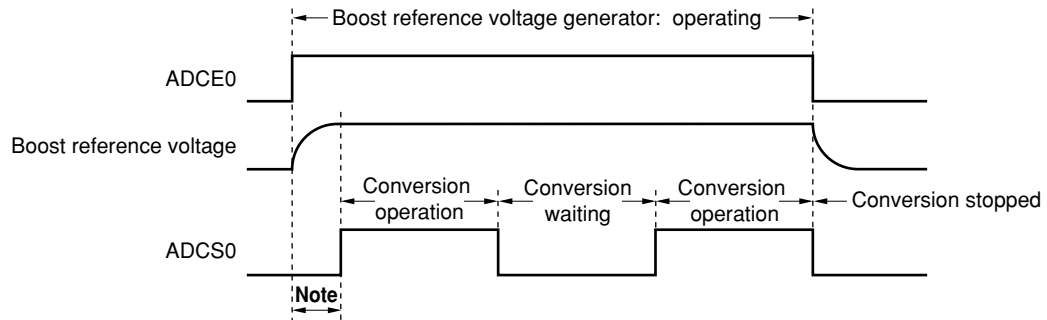 Boost reference voltage generator: operating
ADCE0
Boost reference voltage
Conversion operation
Conversion waiting
Conversion operation
Conversion stopped
ADCS0
Note